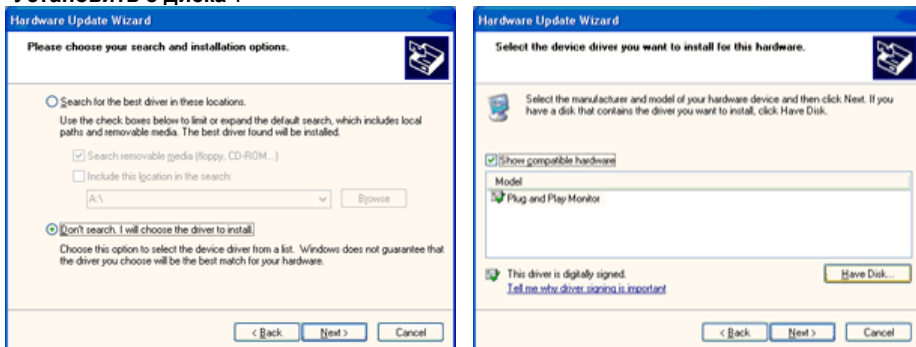 Hardware Update Wizard
Please choose your search and installation options.
Search for the best driver in these locations.
Use the check boxes below to limit or expand the default search, which includes local
paths and removable media. The best driver found will be installed.
Search removable media (floppy, CD-ROM...)
Include this location in the search:
A:\
Browse
Don't search. I will choose the driver to install.
Choose this option to select the device driver from a list. Windows does not guarantee that
the driver you choose will be the best match for your hardware.
< Back
Next >
Cancel
Hardware Update Wizard
Select the device driver you want to install for this hardware.
Select the manufacturer and model of your hardware device and then click Next. If you
have a disk that contains the driver you want to install, click Have Disk.
Show compatible hardware
Model
Plug and Play Monitor
This driver is digitally signed.
Tell me why driver signing is important
Have Disk...
< Back
Next >
Cancel